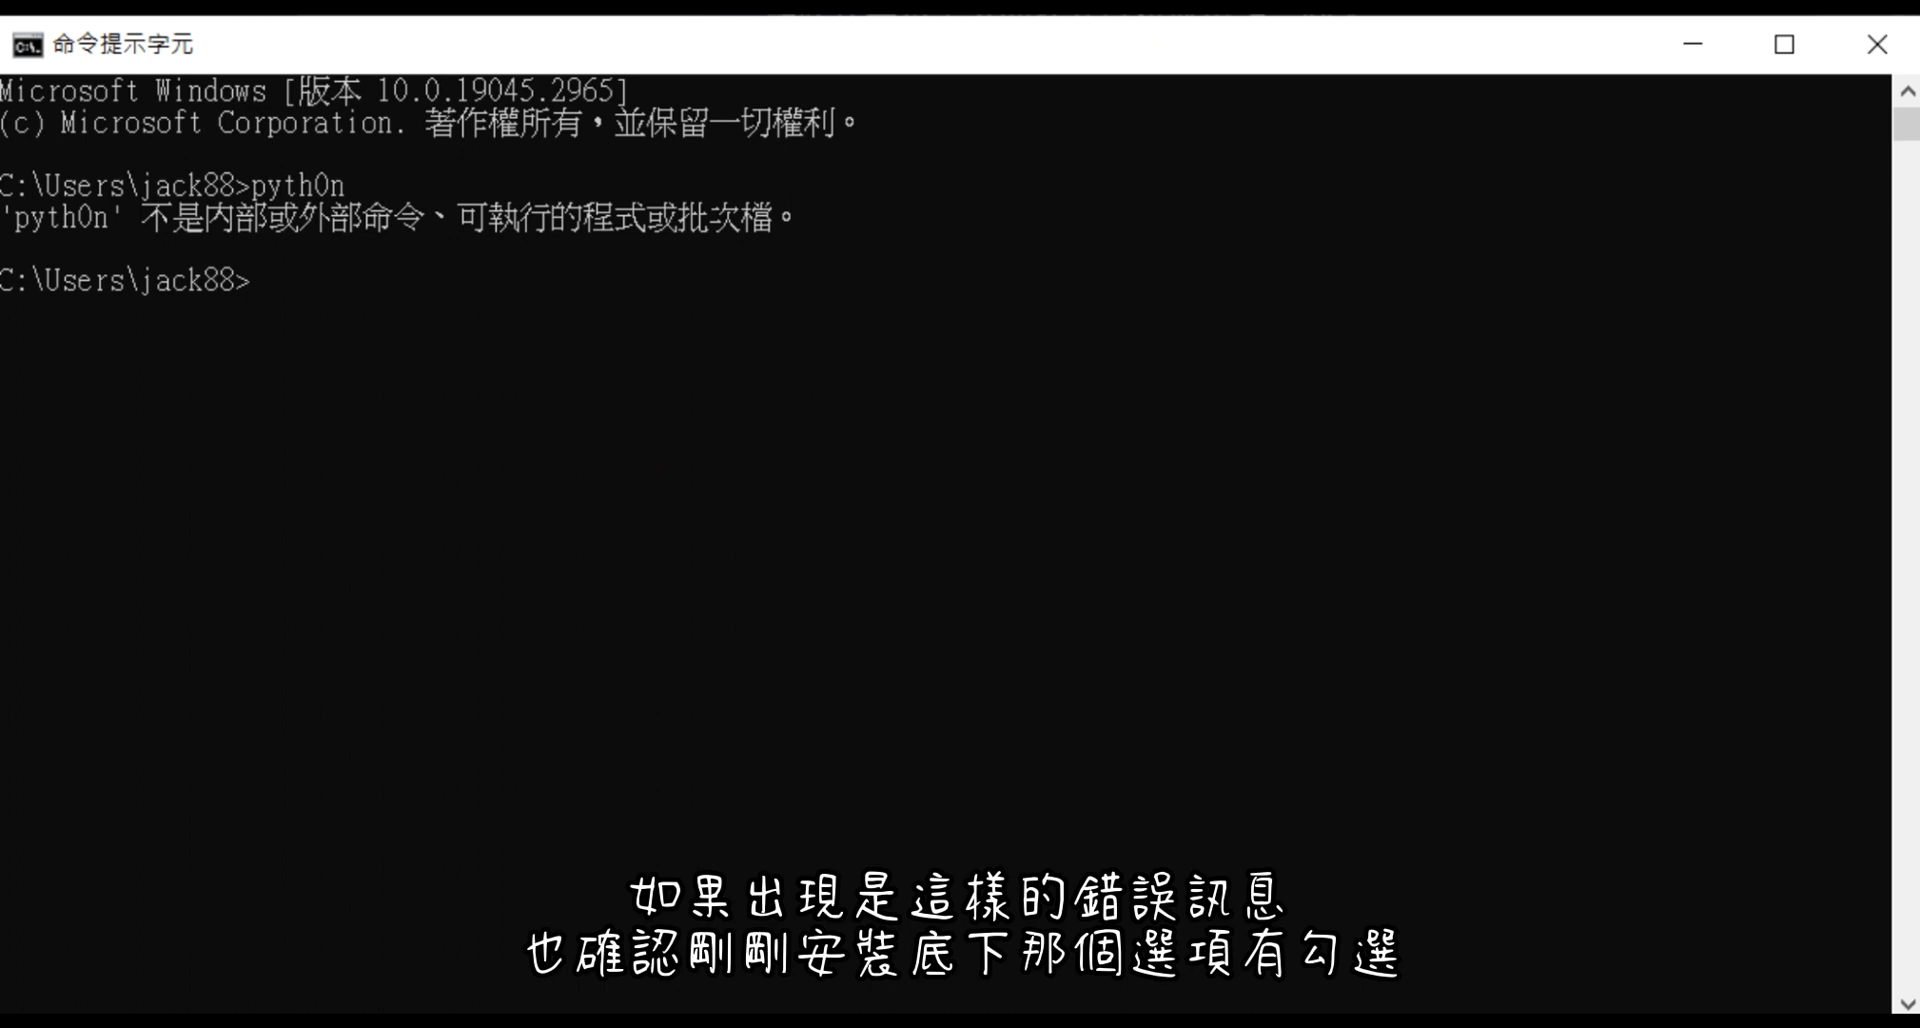 命令提示字元
Microsoft Windows [版本 10.0.19045.2965]
(c) Microsoft Corporation. 著作權所有，並保留一切權利。
C:\Users\jack88>pyth0n
'pyth0n' 不是內部或外部命令、可執行的程式或批次檔。
C:\Users\jack88>
如果出現是這樣的錯誤訊息
也確認剛剛安裝底下那個選項有勾選